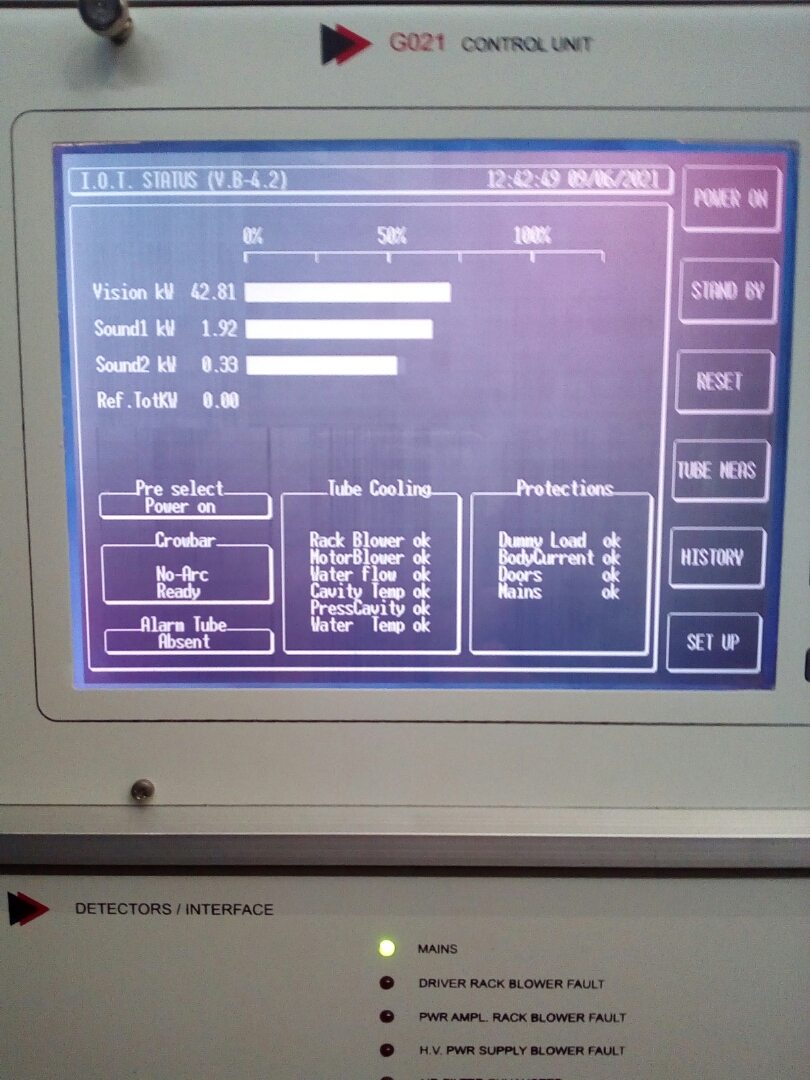 G021 CONTROL UNIT
I.O.T. STATUS (V.B-4.2) 12:42:49 09/06/2021
POWER ON
STAND BY
RESET
TUBE MEAS
HISTORY
SET UP
0% 50% 100%
Vision kW 42.81
Sound1 kW 1.92
Sound2 kW 0.33
Ref.TotKW 0.00
Pre select
Power on
Crowbar
No-Arc
Ready
Alarm Tube
Absent
Tube Cooling
Rack Blower ok
MotorBlower ok
Water flow ok
Cavity Temp ok
PressCavity ok
Water Temp ok
Protections
Dummy Load ok
BodyCurrent ok
Doors ok
Mains ok
DETECTORS / INTERFACE
MAINS
DRIVER RACK BLOWER FAULT
PWR AMPL. RACK BLOWER FAULT
H.V. PWR SUPPLY BLOWER FAULT